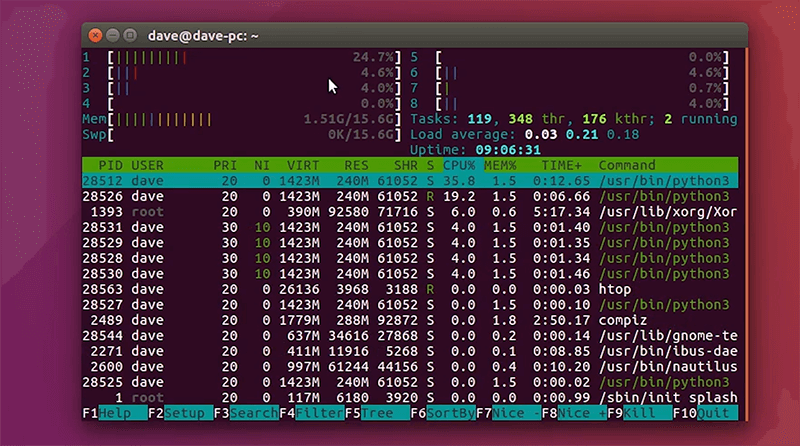 dave@dave-pc: ~
1 [||||||||| 24.7%] 5 [ 0.0%]
2 [||| 4.6%] 6 [|| 4.6%]
3 [|| 4.0%] 7 [| 0.7%]
4 [ 0.0%] 8 [|| 4.0%]
Mem[||||||||||||| 1.51G/15.6G] Tasks: 119, 348 thr, 176 kthr; 2 running
Swp[ 0K/15.6G] Load average: 0.03 0.21 0.18
Uptime: 09:06:31
PID USER PRI NI VIRT RES SHR S CPU% MEM% TIME+ Command
28512 dave 20 0 1423M 240M 61052 S 35.8 1.5 0:12.65 /usr/bin/python3
28526 dave 20 0 1423M 240M 61052 R 19.2 1.5 0:06.66 /usr/bin/python3
1393 root 20 0 390M 92580 71716 S 6.0 0.6 5:17.34 /usr/lib/xorg/Xor
28531 dave 30 10 1423M 240M 61052 S 4.0 1.5 0:01.40 /usr/bin/python3
28529 dave 30 10 1423M 240M 61052 S 4.0 1.5 0:01.35 /usr/bin/python3
28528 dave 30 10 1423M 240M 61052 S 4.0 1.5 0:01.34 /usr/bin/python3
28530 dave 30 10 1423M 240M 61052 S 4.0 1.5 0:01.46 /usr/bin/python3
28563 dave 20 0 26136 3968 3188 R 0.0 0.0 0:00.03 htop
28527 dave 20 0 1423M 240M 61052 S 0.0 1.5 0:00.10 /usr/bin/python3
2489 dave 20 0 1779M 288M 92872 S 0.0 1.8 2:50.17 compiz
28544 dave 20 0 637M 34616 27868 S 0.0 0.2 0:00.14 /usr/lib/gnome-te
2271 dave 20 0 411M 11916 5268 S 0.0 0.1 0:08.85 /usr/bin/ibus-dae
2600 dave 20 0 997M 61244 44156 S 0.0 0.4 0:10.20 /usr/bin/nautilus
28525 dave 20 0 1423M 240M 61052 S 0.0 1.5 0:00.02 /usr/bin/python3
1 root 20 0 117M 6180 3920 S 0.0 0.0 0:00.99 /sbin/init splash
F1Help F2Setup F3SearchF4FilterF5Tree F6SortByF7Nice -F8Nice +F9Kill F10Quit